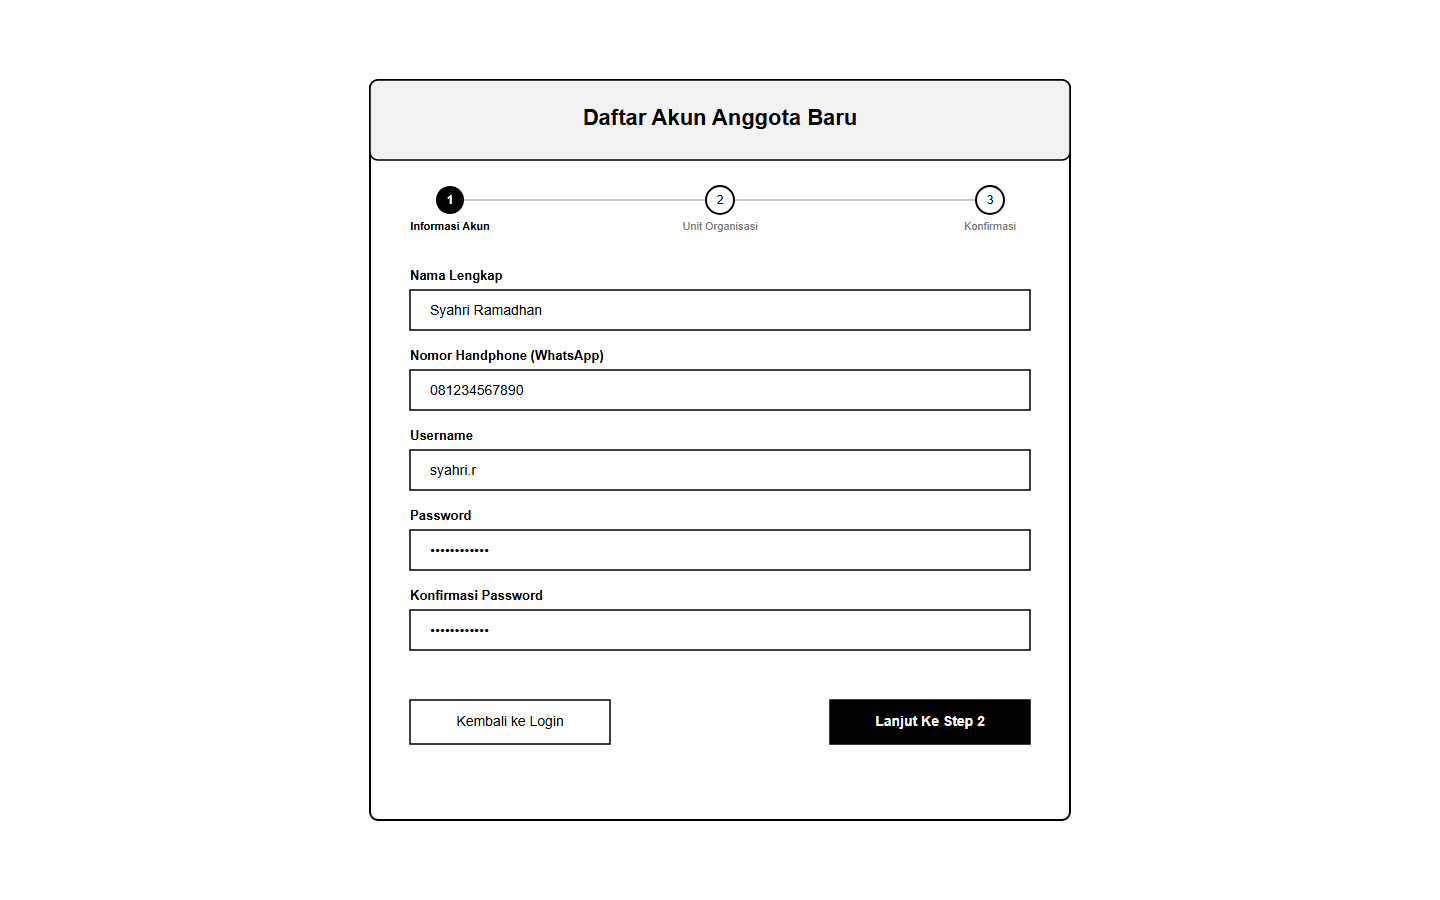 Daftar Akun Anggota Baru
1 2 3
Informasi Akun Unit Organisasi Konfirmasi
Nama Lengkap
Syahri Ramadhan
Nomor Handphone (WhatsApp)
081234567890
Username
syahri.r
Password
••••••••••••
Konfirmasi Password
••••••••••••
Kembali ke Login Lanjut Ke Step 2